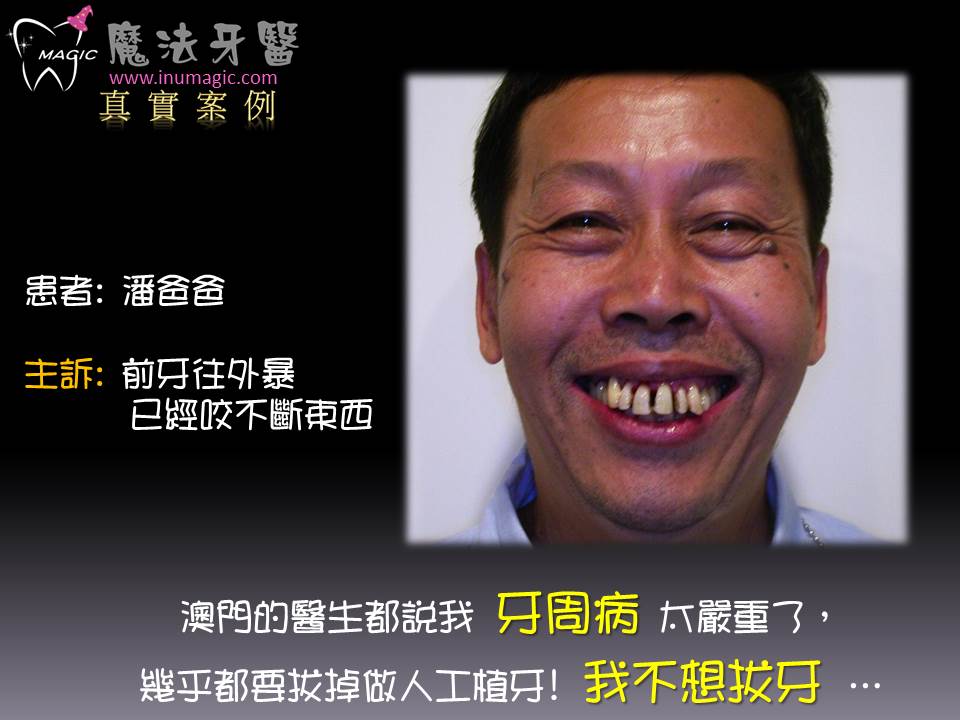 MAGIC 魔法牙醫
www.inumagic.com
真實案例
患者: 潘爸爸
主訴: 前牙往外暴
已經咬不斷東西
澳門的醫生都說我 牙周病 太嚴重了，
幾乎都要拔掉做人工植牙! 我不想拔牙 …